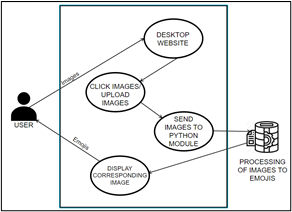 DESKTOP
WEBSITE
Images
CLICK IMAGES/
UPLOAD
IMAGES
USER
SEND
IMAGES TO
PYTHON
MODULE
Emojis
DISPLAY
CORRESPONDING
IMAGE
PROCESSING
OF IMAGES TO
EMOJIS